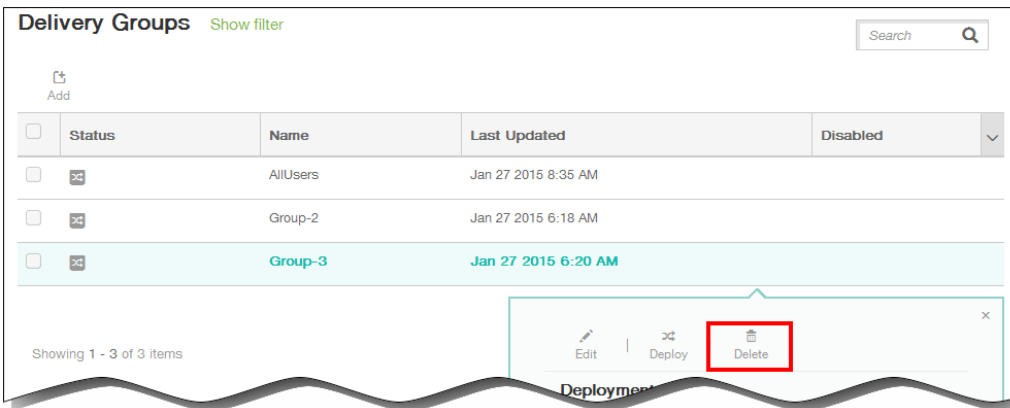 Delivery Groups Show filter
Search
Add
Status Name Last Updated Disabled
AllUsers Jan 27 2015 8:35 AM
Group-2 Jan 27 2015 6:18 AM
Group-3 Jan 27 2015 6:20 AM
Showing 1 - 3 of 3 items
Edit | Deploy Delete
Deployment